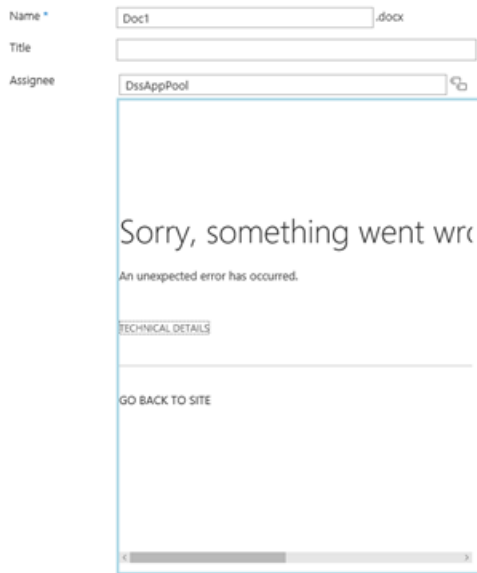 Name *
Doc1 .docx
Title
Assignee
DssAppPool
Sorry, something went wro
An unexpected error has occurred.
TECHNICAL DETAILS
GO BACK TO SITE